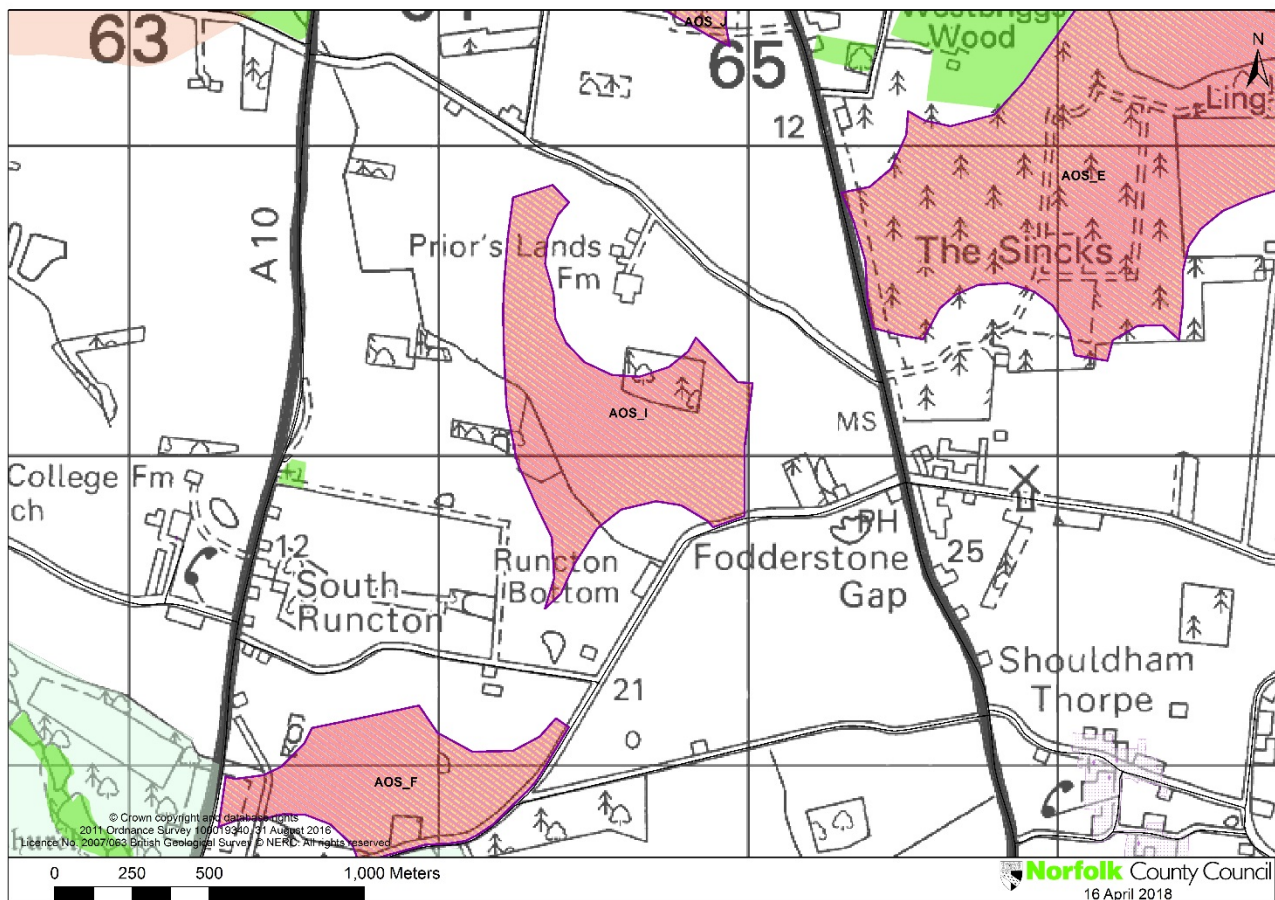 63
65
AOS_J
Westbriggs
Wood
N
Ling
12
AOS_E
A 10
Prior's Lands
Fm
The Sincks
AOS_I
MS
College Fm
ch
PH
12
Runcton
Bottom
Fodderstone
Gap
25
South
Runcton
Shouldham
Thorpe
21
AOS_F
© Crown copyright and database rights
2011 Ordnance Survey 100019340, 31 August 2016
Licence No. 2007/063 British Geological Survey. © NERC. All rights reserved
0 250 500 1,000 Meters
Norfolk County Council
16 April 2018